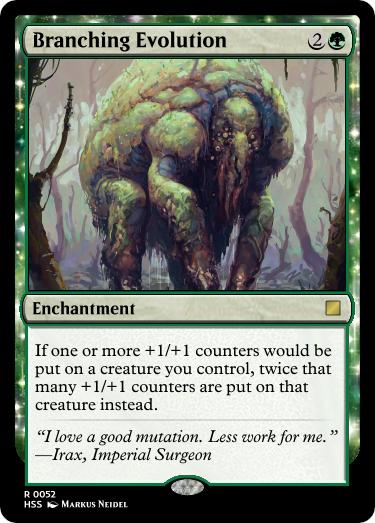 Branching Evolution 2
Enchantment
If one or more +1/+1 counters would be
put on a creature you control, twice that
many +1/+1 counters are put on that
creature instead.
“I love a good mutation. Less work for me.”
—Irax, Imperial Surgeon
R 0052
HSS Markus Neidel